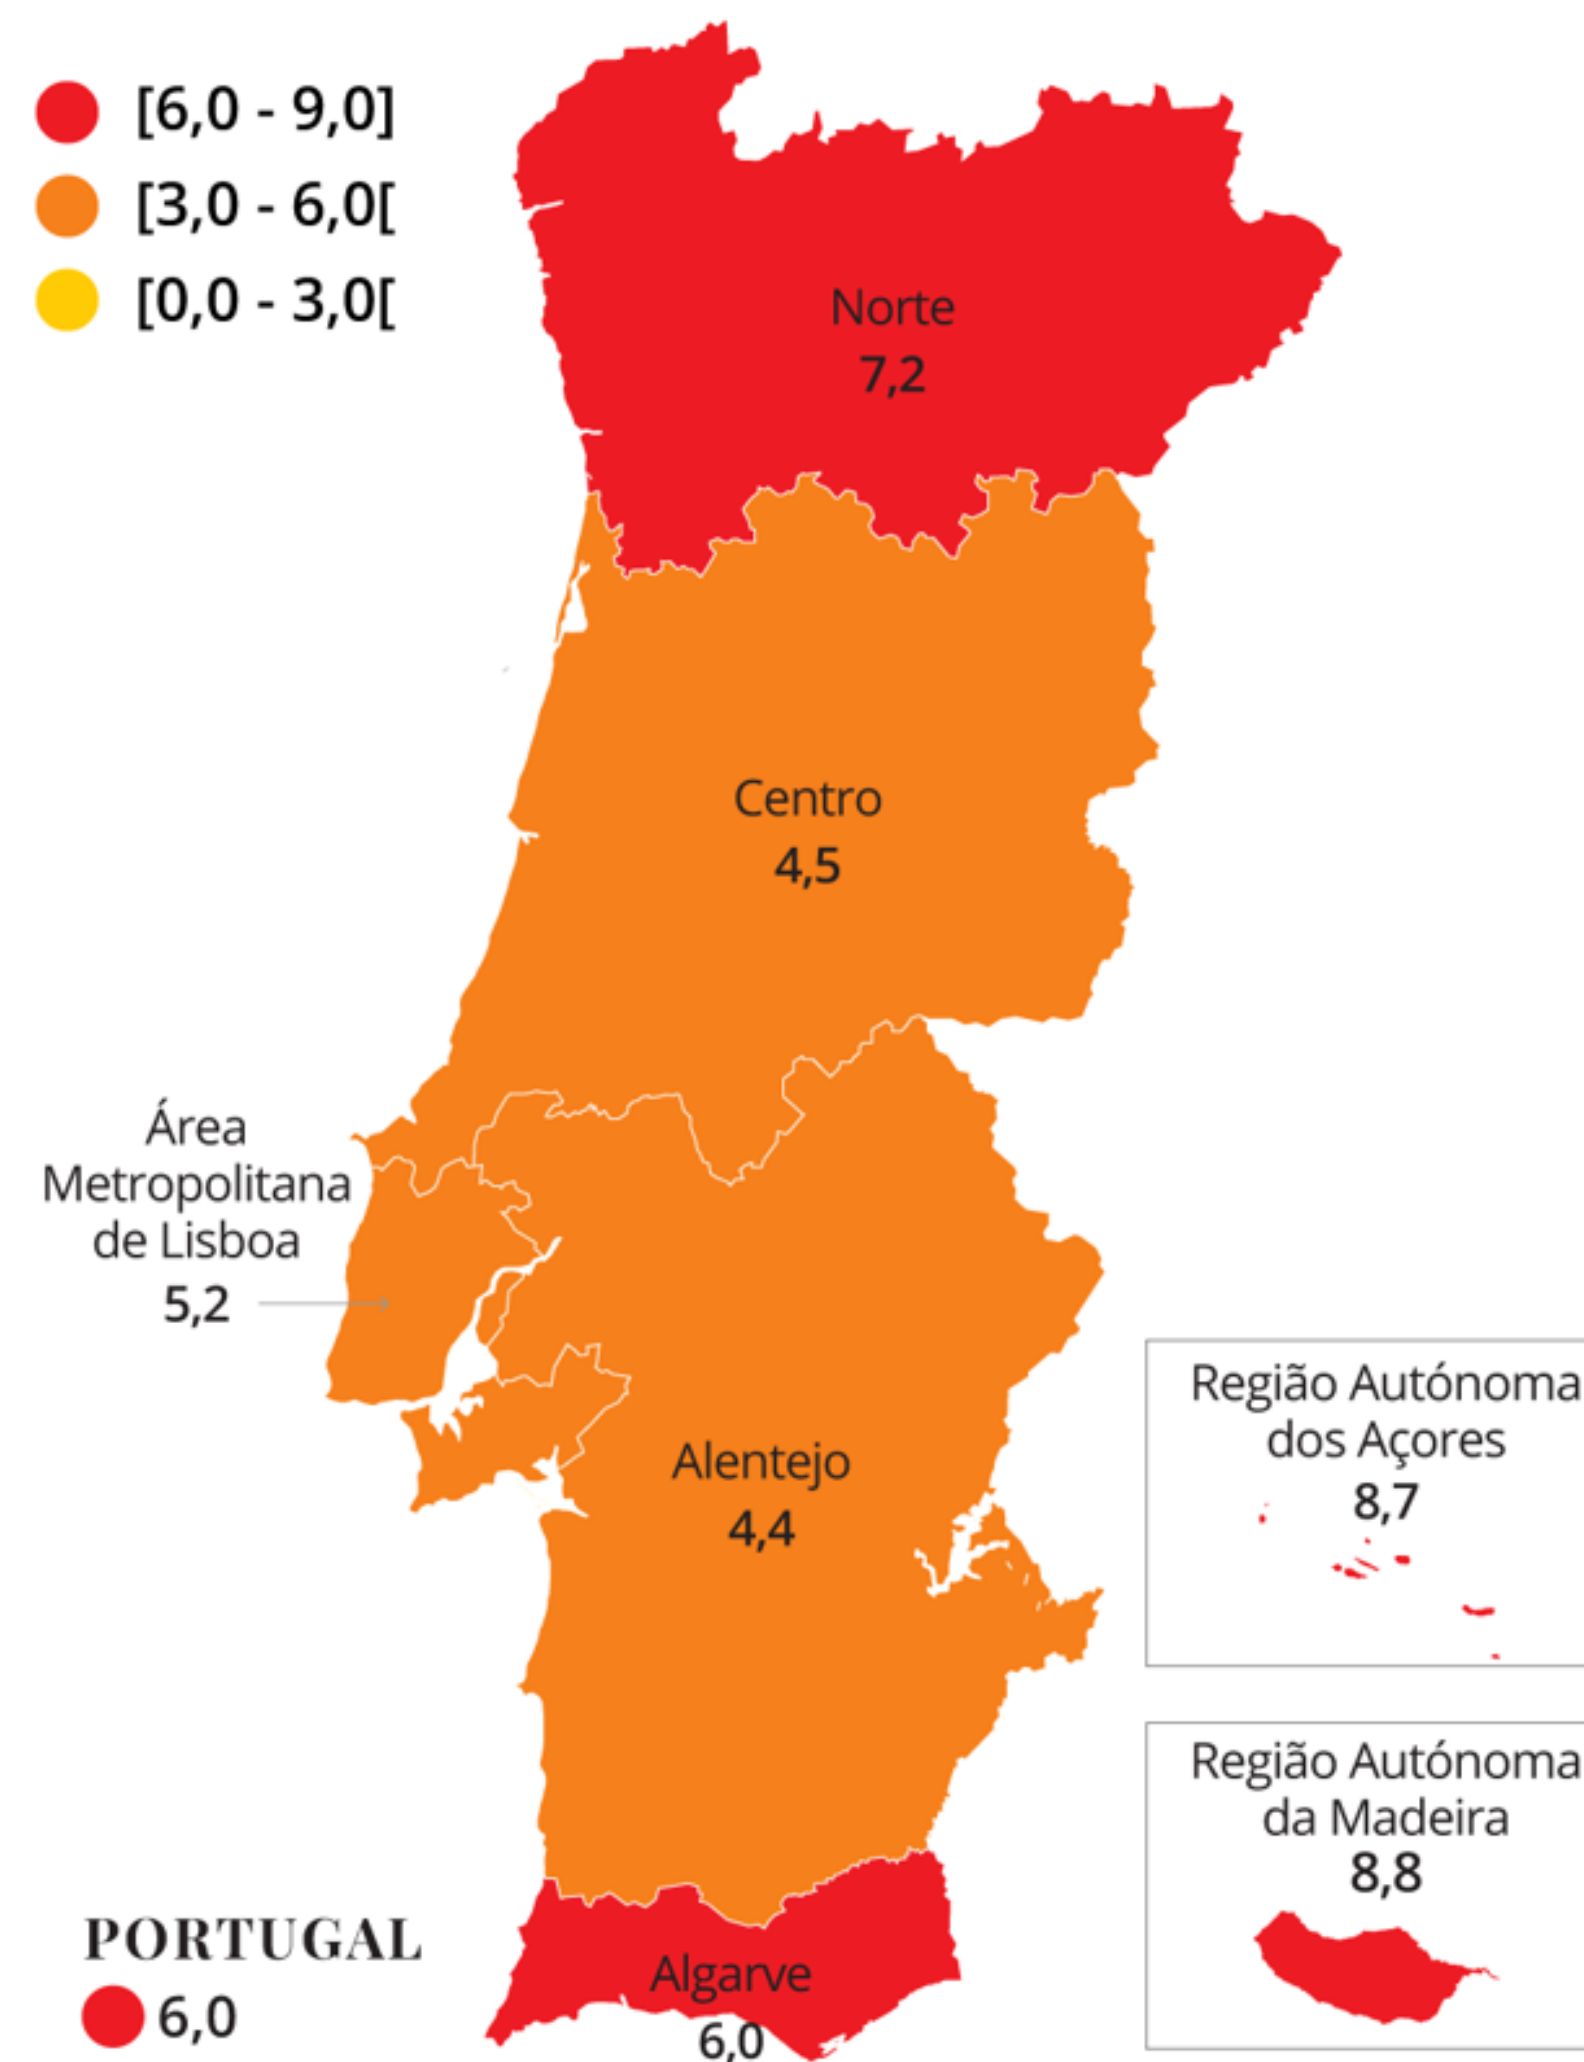 [6,0 - 9,0]
[3,0 - 6,0[
[0,0 - 3,0[
Norte
7,2
Centro
4,5
Área
Metropolitana
de Lisboa
5,2
Alentejo
4,4
Região Autónoma
dos Açores
8,7
Região Autónoma
da Madeira
8,8
PORTUGAL
6,0
Algarve
6,0